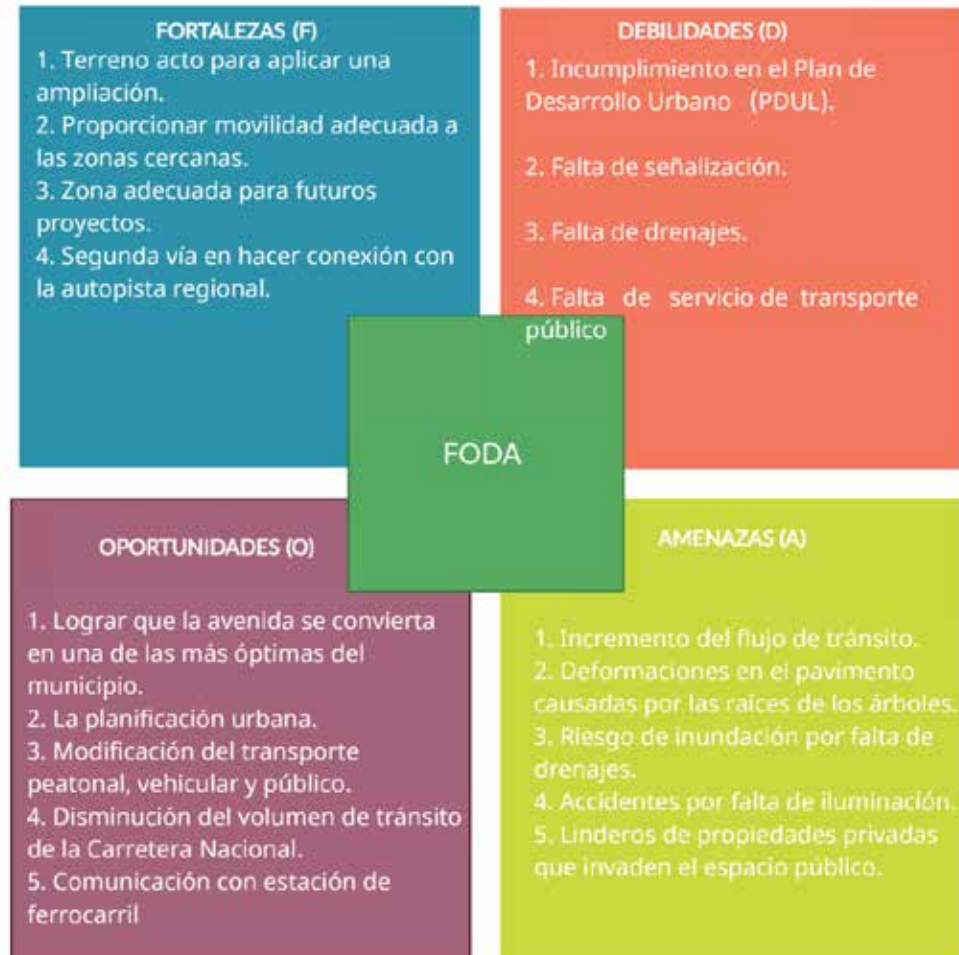 FORTALEZAS (F)
1. Terreno acto para aplicar una
ampliación.
2. Proporcionar movilidad adecuada a
las zonas cercanas.
3. Zona adecuada para futuros
proyectos.
4. Segunda vía en hacer conexión con
la autopista regional.
DEBILIDADES (D)
1. Incumplimiento en el Plan de
Desarrollo Urbano (PDUL).
2. Falta de señalización.
3. Falta de drenajes.
4. Falta de servicio de transporte
público
FODA
OPORTUNIDADES (O)
1. Lograr que la avenida se convierta
en una de las más óptimas del
municipio.
2. La planificación urbana.
3. Modificación del transporte
peatonal, vehicular y público.
4. Disminución del volumen de tránsito
de la Carretera Nacional.
5. Comunicación con estación de
ferrocarril
AMENAZAS (A)
1. Incremento del flujo de tránsito.
2. Deformaciones en el pavimento
causadas por las raíces de los árboles.
3. Riesgo de inundación por falta de
drenajes.
4. Accidentes por falta de iluminación.
5. Linderos de propiedades privadas
que invaden el espacio público.